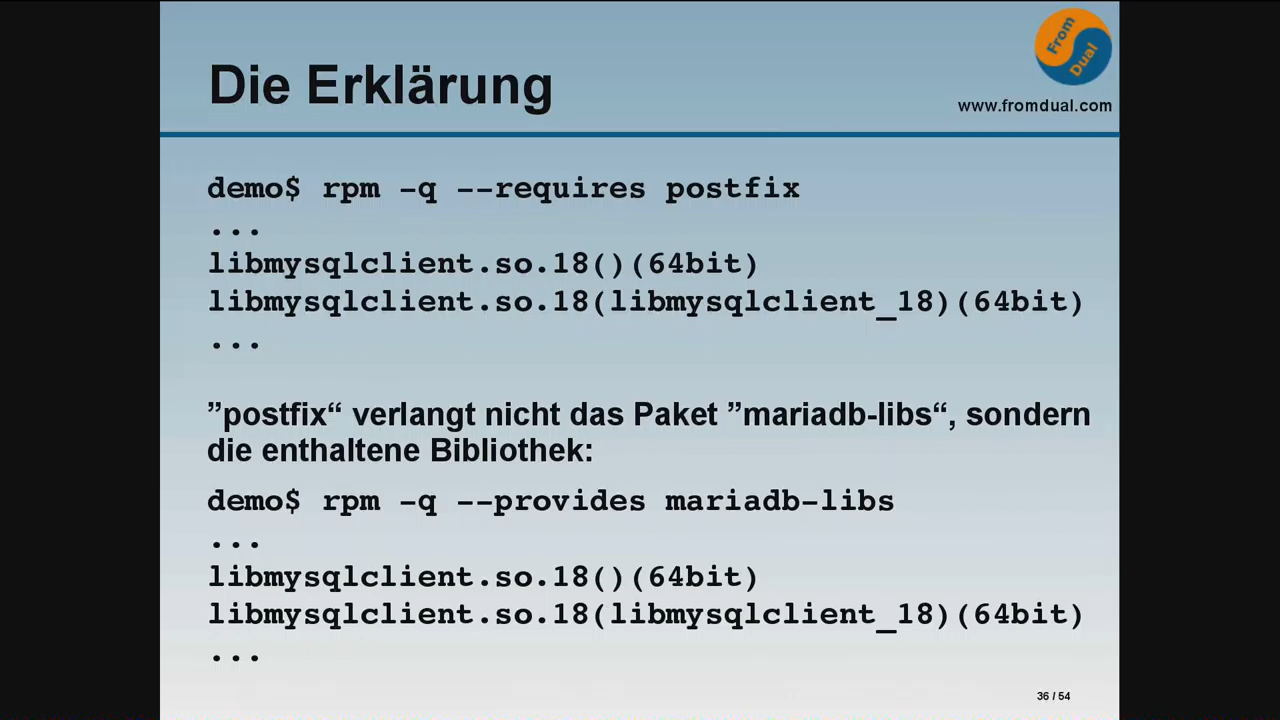 From
Dual
Die Erklärung
www.fromdual.com
demo$ rpm -q --requires postfix
...
libmysqlclient.so.18()(64bit)
libmysqlclient.so.18(libmysqlclient_18)(64bit)
...
”postfix“ verlangt nicht das Paket ”mariadb-libs“, sondern
die enthaltene Bibliothek:
demo$ rpm -q --provides mariadb-libs
...
libmysqlclient.so.18()(64bit)
libmysqlclient.so.18(libmysqlclient_18)(64bit)
...
36 / 54